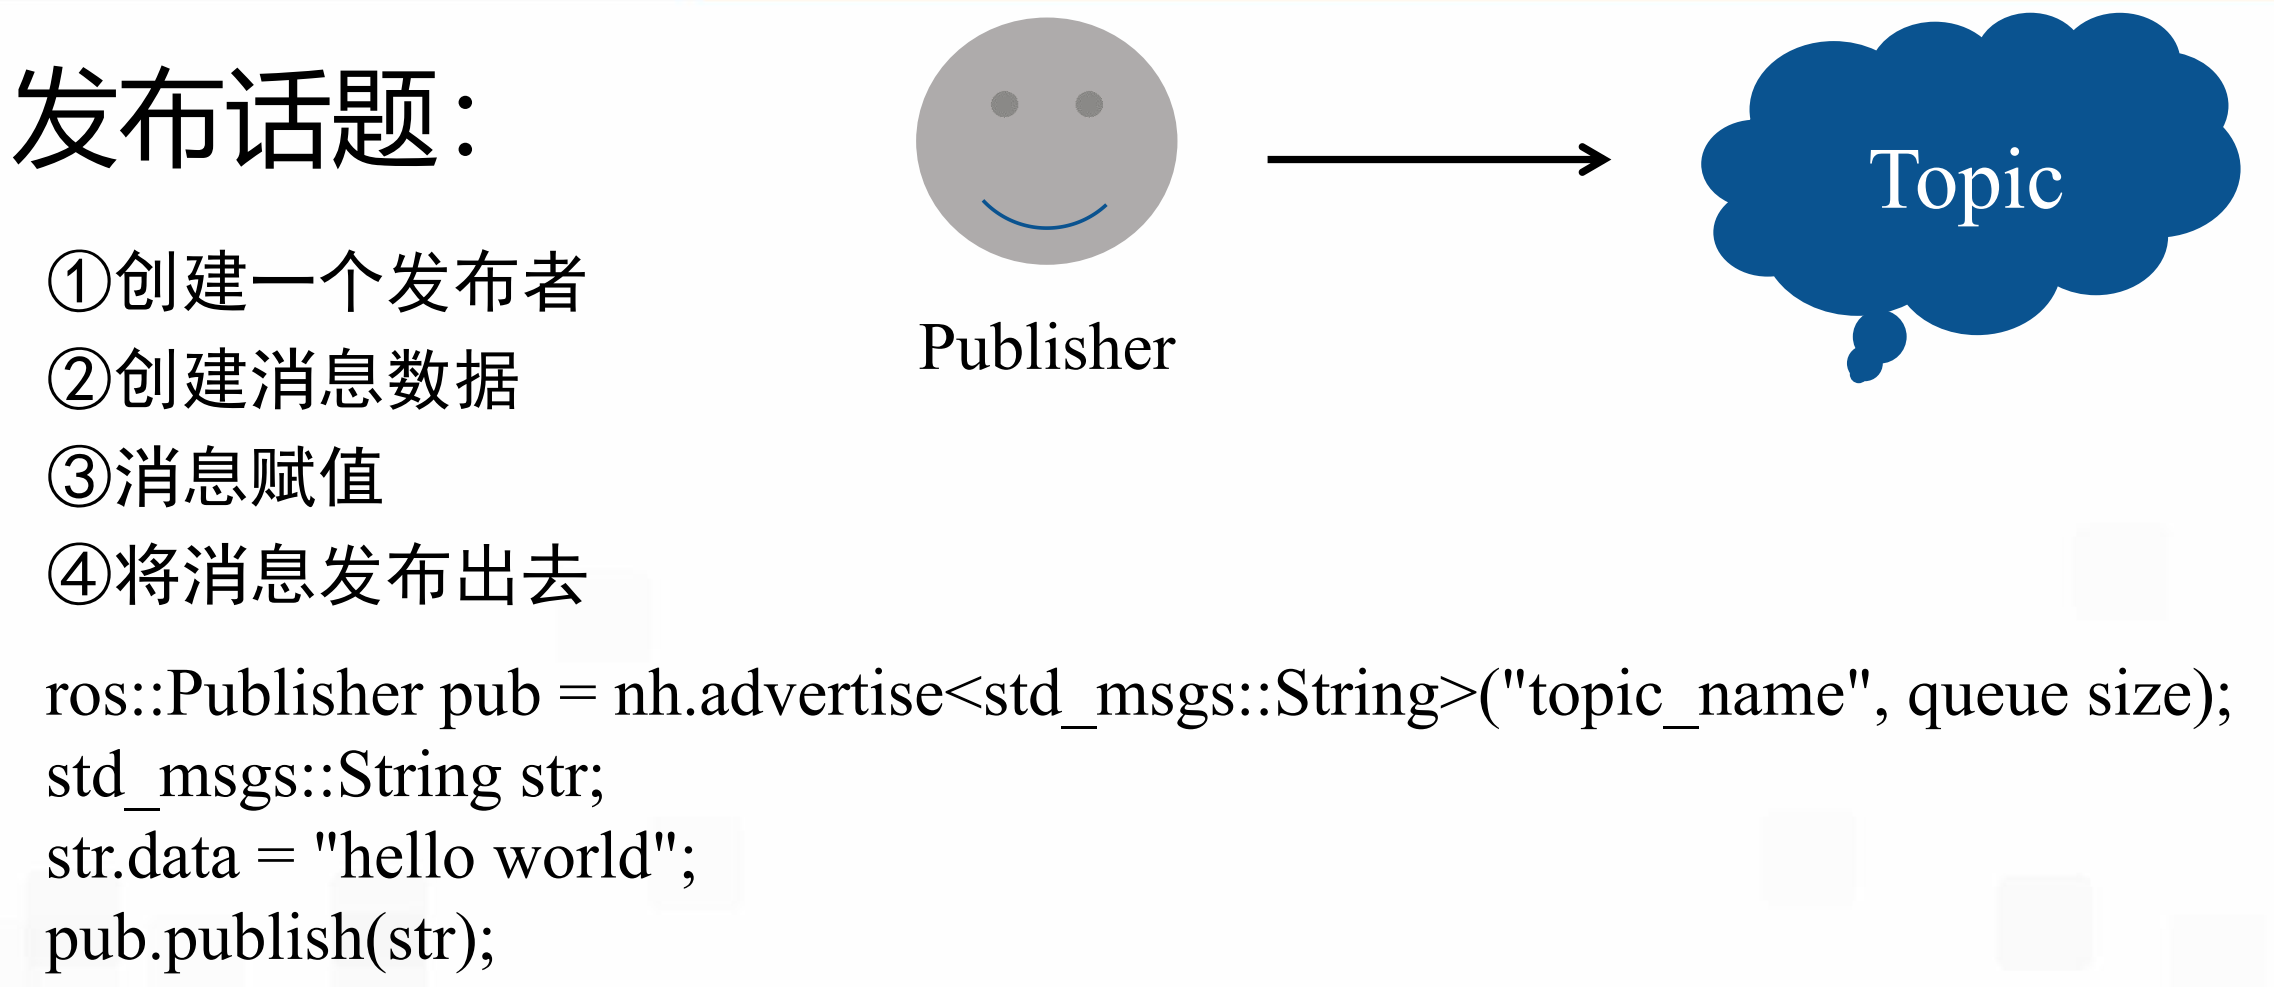 发布话题：
Topic
Publisher
①创建一个发布者
②创建消息数据
③消息赋值
④将消息发布出去
ros::Publisher pub = nh.advertise<std_msgs::String>("topic_name", queue size);
std_msgs::String str;
str.data = "hello world";
pub.publish(str);